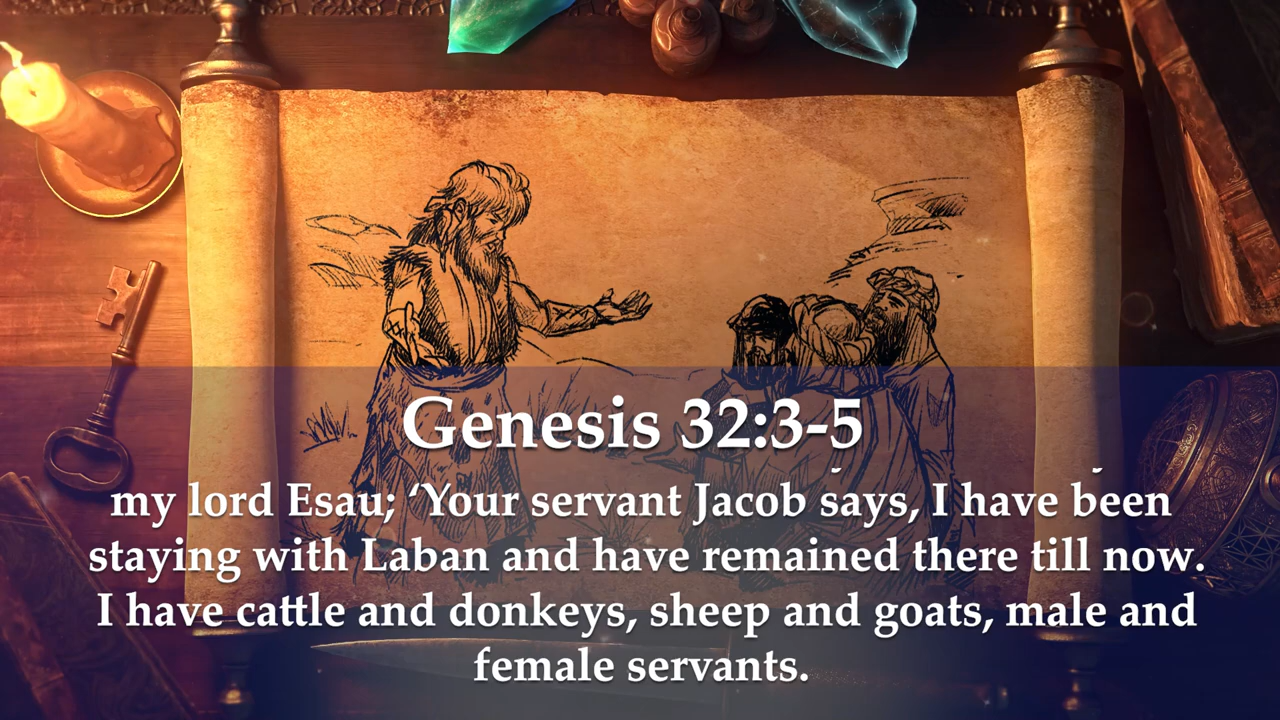 Genesis 32:3-5
my lord Esau; ‘Your servant Jacob says, I have been
staying with Laban and have remained there till now.
I have cattle and donkeys, sheep and goats, male and
female servants.